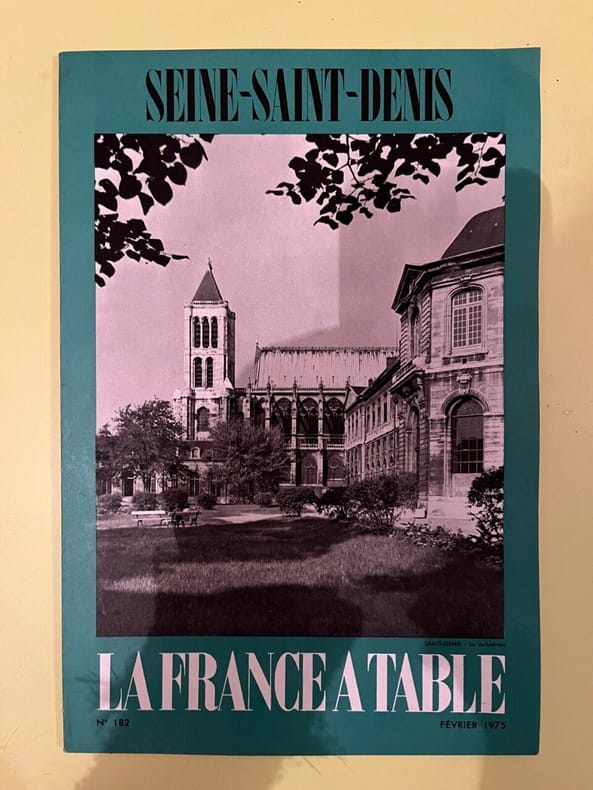 SEINE-SAINT-DENIS
SAINT-DENIS - La cathédrale
LA FRANCE A TABLE
N° 182
FÉVRIER 1975